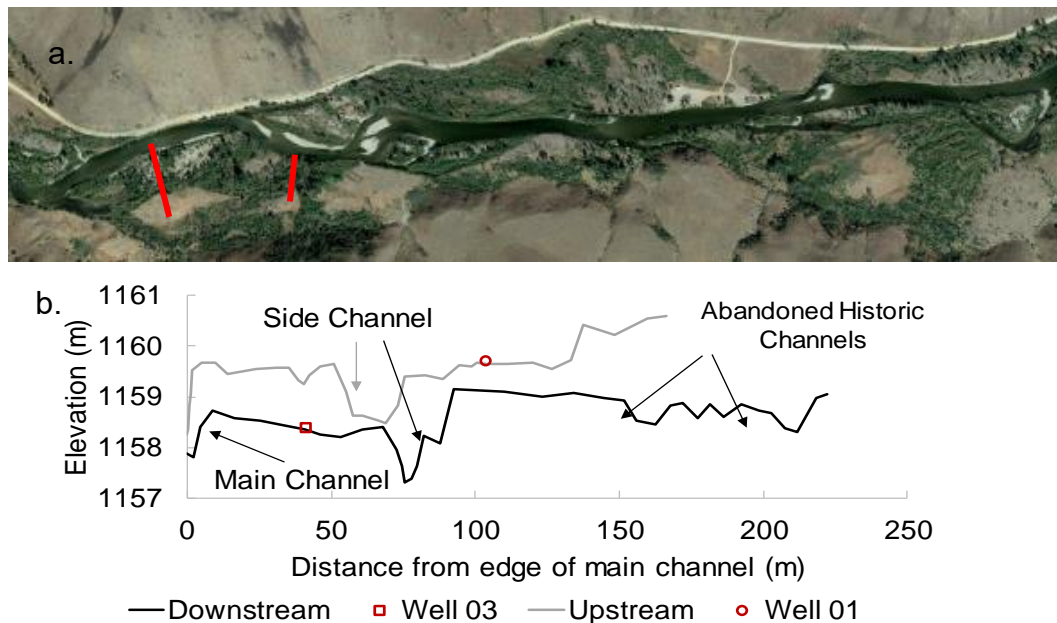 a.
b.
Elevation (m)
1161
1160
1159
1158
1157
Side Channel
Abandoned Historic
Channels
Main Channel
0 50 100 150 200 250
Distance from edge of main channel (m)
Downstream Well 03 Upstream Well 01